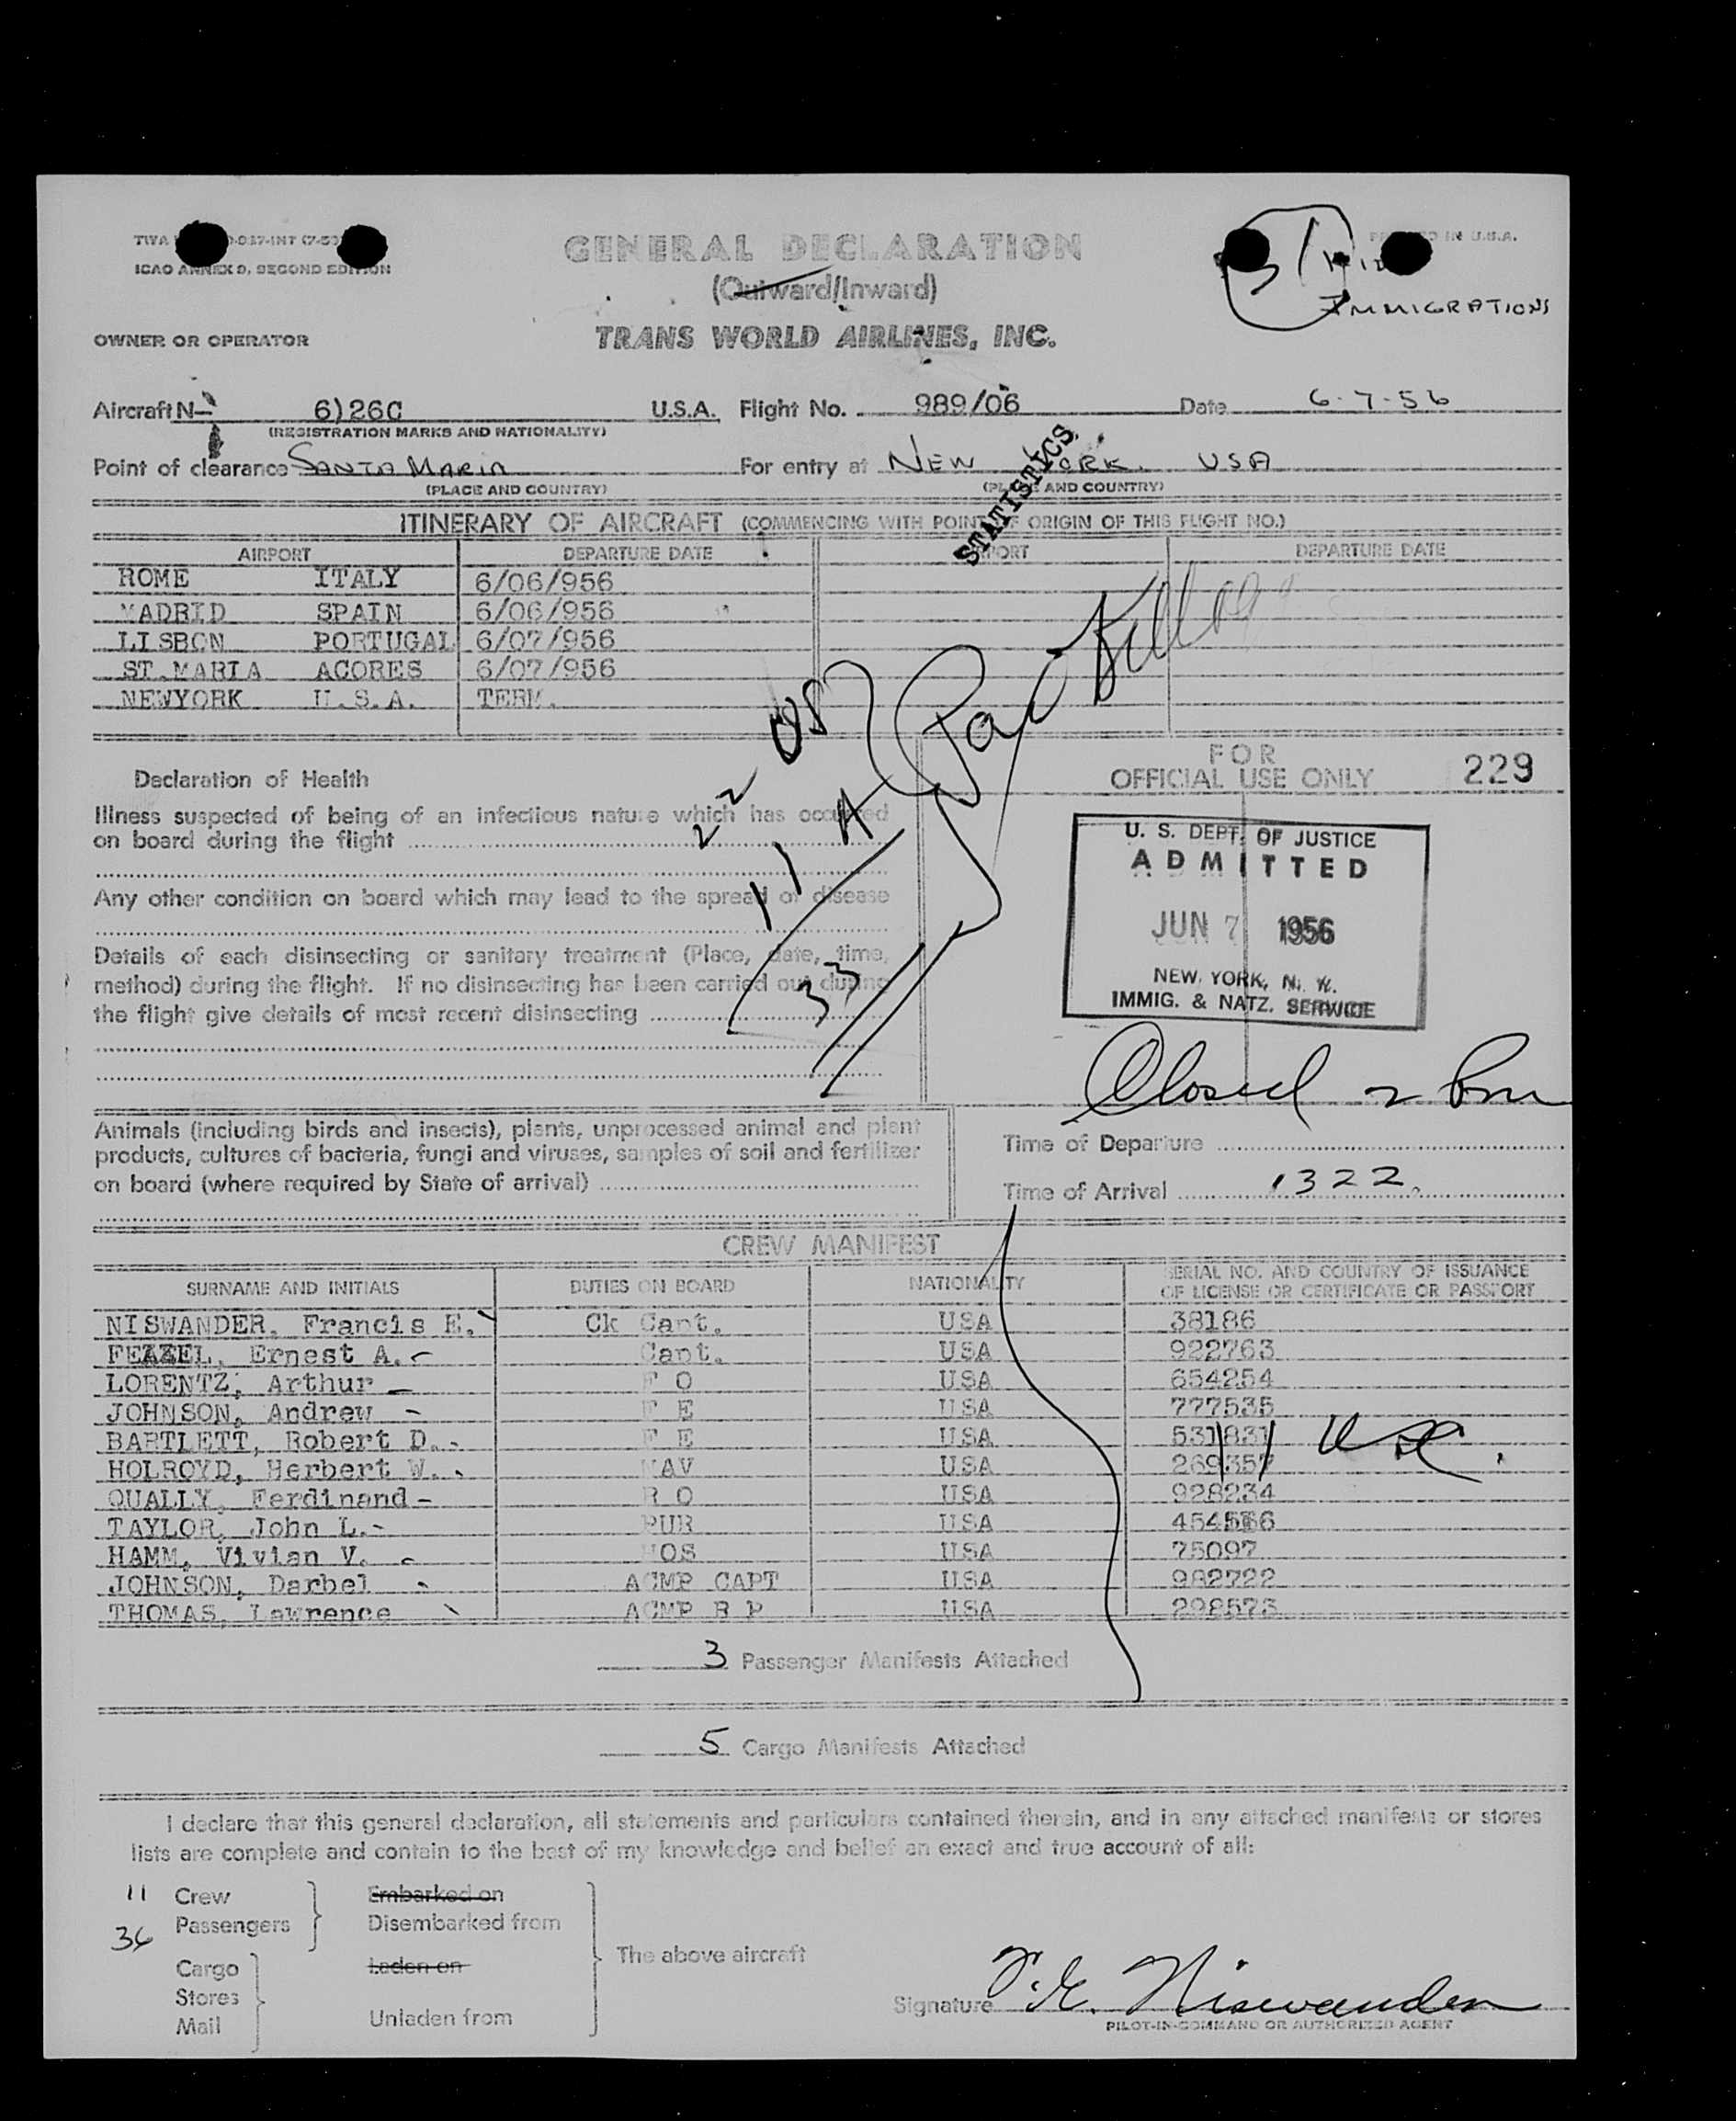 GENERAL DECLARATION
ICAO ANNEX 9, SECOND EDITION
(Outward/Inward)
IMMIGRATIONS
OWNER OR OPERATOR
TRANS WORLD AIRLINES, INC.
Aircraft N- 6)26C U.S.A. Flight No. 989/06 Date 6-7-56
(REGISTRATION MARKS AND NATIONALITY)
Point of clearance SANTA MARIA For entry at NEW YORK. USA
(PLACE AND COUNTRY) (PLACE AND COUNTRY)
STATISTICS
ITINERARY OF AIRCRAFT (COMMENCING WITH POINT OF ORIGIN OF THIS FLIGHT NO.)
AIRPORT DEPARTURE DATE AIRPORT DEPARTURE DATE
ROME ITALY 6/06/956
MADRID SPAIN 6/06/956
LISBON PORTUGAL 6/07/956
ST.MARIA ACORES 6/07/956
NEWYORK U.S.A. TERM.
FOR
OFFICIAL USE ONLY 229
Declaration of Health
Illness suspected of being of an infectious nature which has occurred
on board during the flight
Any other condition on board which may lead to the spread of disease
Details of each disinsecting or sanitary treatment (Place, date, time,
method) during the flight. If no disinsecting has been carried out during
the flight give details of most recent disinsecting
22
11
33
U. S. DEPT. OF JUSTICE
ADMITTED
JUN 7 1956
NEW YORK, N. Y.
IMMIG. & NATZ. SERVICE
Closed 2 Pm
Animals (including birds and insects), plants, unprocessed animal and plant
products, cultures of bacteria, fungi and viruses, samples of soil and fertilizer
on board (where required by State of arrival)
Time of Departure
Time of Arrival 1322
CREW MANIFEST
SURNAME AND INITIALS DUTIES ON BOARD NATIONALITY SERIAL NO. AND COUNTRY OF ISSUANCE
OF LICENSE OR CERTIFICATE OR PASSPORT
NISWANDER, Francis E. Ck Capt. USA 38186
FEAZEL, Ernest A. Capt. USA 922763
LORENTZ, Arthur F O USA 654254
JOHNSON, Andrew F E USA 777535
BARTLETT, Robert D. F E USA 531831
HOLROYD, Herbert W. NAV USA 269357
QUALLY, Ferdinand R O USA 928234
TAYLOR, John L. PUR USA
HAMM, Vivian V. HOS USA 75097
JOHNSON, Darbel ACMP CAPT USA 982722
THOMAS, Lawrence ACMP R P USA 298573
3 Passenger Manifests Attached
5 Cargo Manifests Attached
I declare that this general declaration, all statements and particulars contained therein, and in any attached manifests or stores
lists are complete and contain to the best of my knowledge and belief an exact and true account of all:
11 Crew Embarked on
36 Passengers Disembarked from
The above aircraft
Cargo Laden on
Stores
Mail Unladen from
Signature F. E. Niswander
PILOT-IN-COMMAND OR AUTHORIZED AGENT